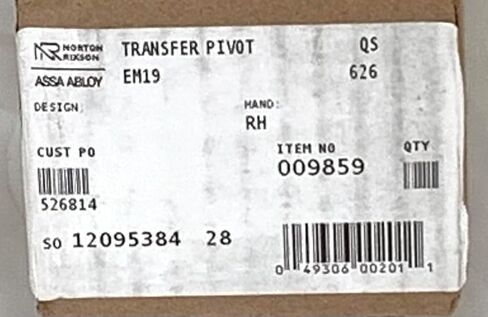 NR NORTON RIXSON TRANSFER PIVOT QS
ASSA ABLOY EM19 626
DESIGN: HAND:
RH
CUST PO ITEM NO QTY
009859
526814
SO 12095384 28
0 49306 00201 1